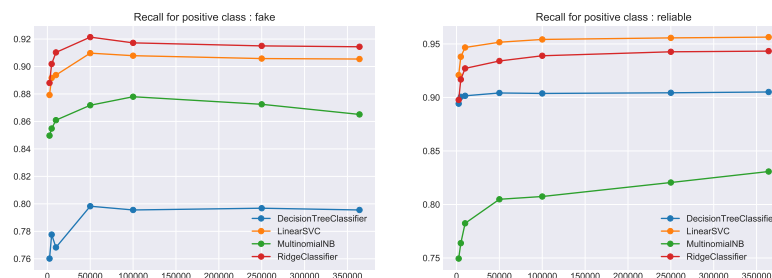 Recall for positive class : fake
0.92
0.90
0.88
0.86
0.84
0.82
0.80
0.78
0.76
DecisionTreeClassifier
LinearSVC
MultinomialNB
RidgeClassifier
0 50000 100000 150000 200000 250000 300000 350000
Recall for positive class : reliable
0.95
0.90
0.85
0.80
0.75
DecisionTreeClassifie
LinearSVC
MultinomialNB
RidgeClassifier
0 50000 100000 150000 200000 250000 300000 350000